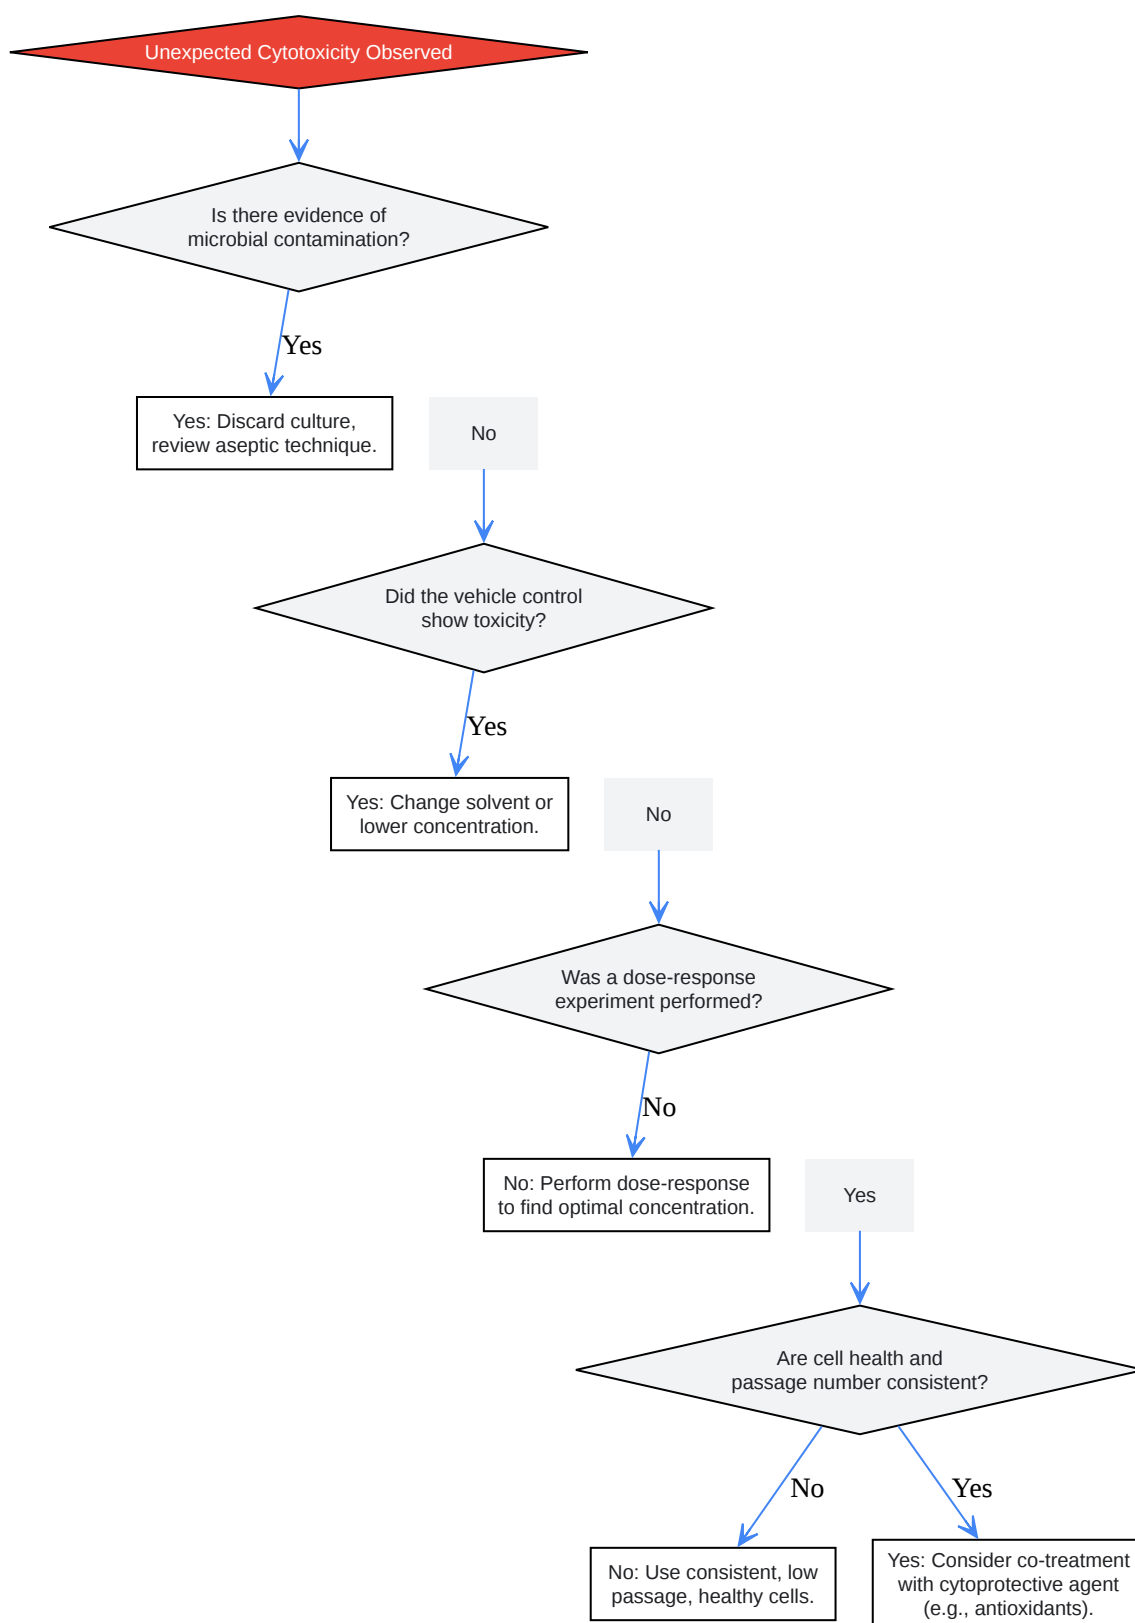 Unexpected Cytotoxicity Observed
Is there evidence of
microbial contamination?
Yes
Yes: Discard culture,
review aseptic technique.
No
Did the vehicle control
show toxicity?
Yes
Yes: Change solvent or
lower concentration.
No
Was a dose-response
experiment performed?
No
No: Perform dose-response
to find optimal concentration.
Yes
Are cell health and
passage number consistent?
No
Yes
No: Use consistent, low
passage, healthy cells.
Yes: Consider co-treatment
with cytoprotective agent
(e.g., antioxidants).